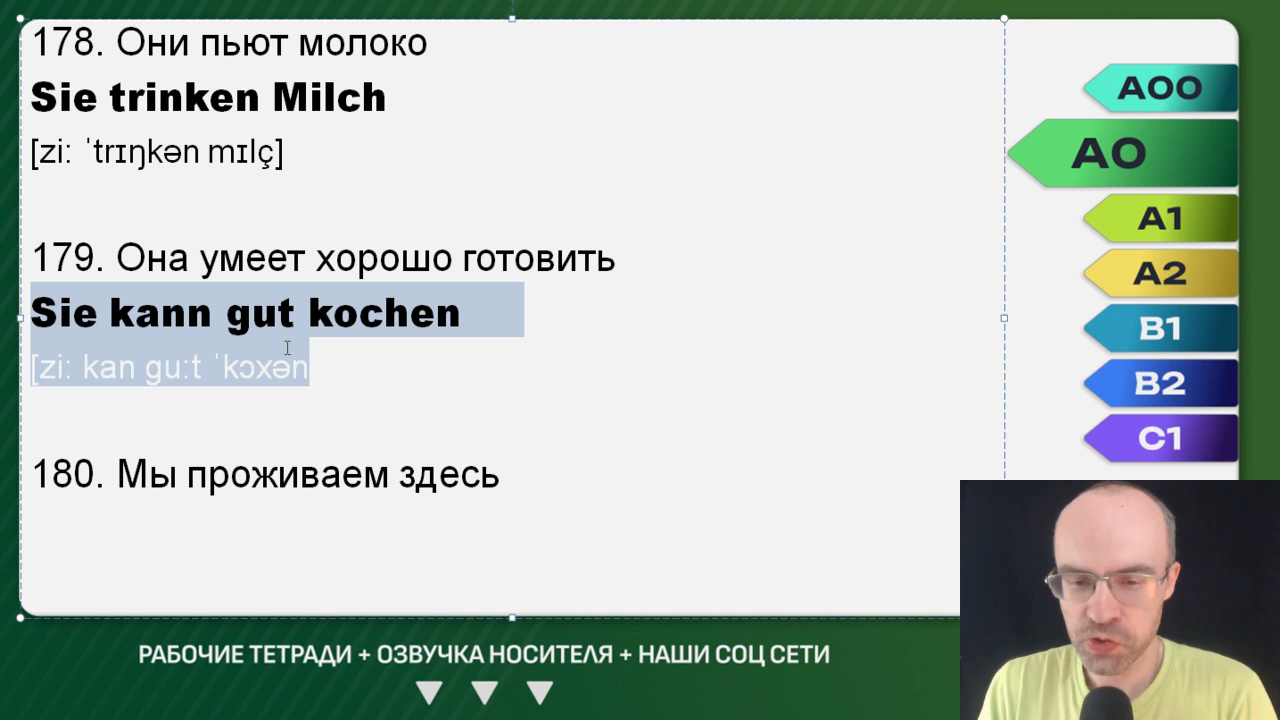 178. Они пьют молоко
Sie trinken Milch
[zi: ˈtrɪŋkən mɪlç]
179. Она умеет хорошо готовить
Sie kann gut kochen
[zi: kan gu:t ˈkɔxən
180. Мы проживаем здесь
A00
A0
A1
A2
B1
B2
C1
РАБОЧИЕ ТЕТРАДИ + ОЗВУЧКА НОСИТЕЛЯ + НАШИ СОЦ СЕТИ